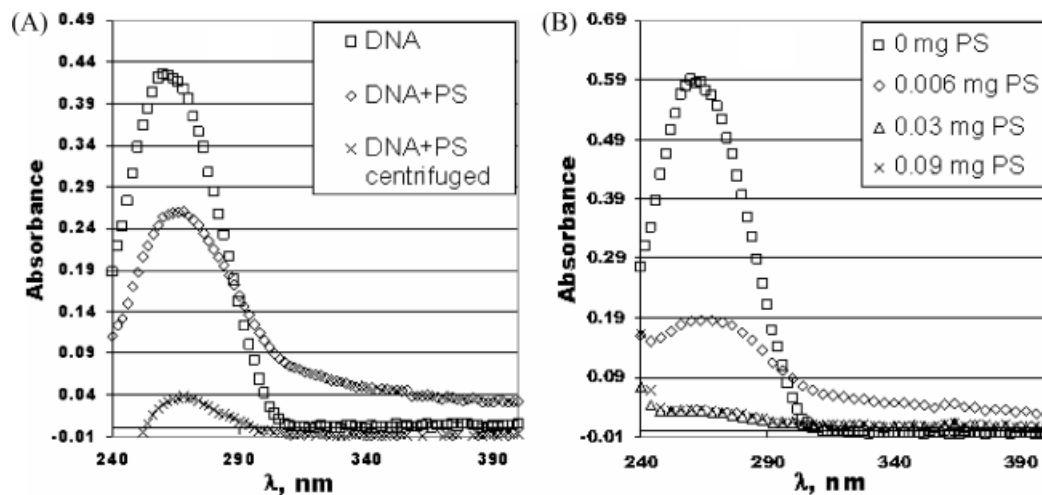 (A)
0.49
0.44
0.39
0.34
0.29
0.24
0.19
0.14
0.09
0.04
-0.01
240 290 340 390
Absorbance
λ, nm
DNA
DNA+PS
DNA+PS
centrifuged
(B)
0.69
0.59
0.49
0.39
0.29
0.19
0.09
-0.01
240 290 340 390
Absorbance
λ, nm
0 mg PS
0.006 mg PS
0.03 mg PS
0.09 mg PS